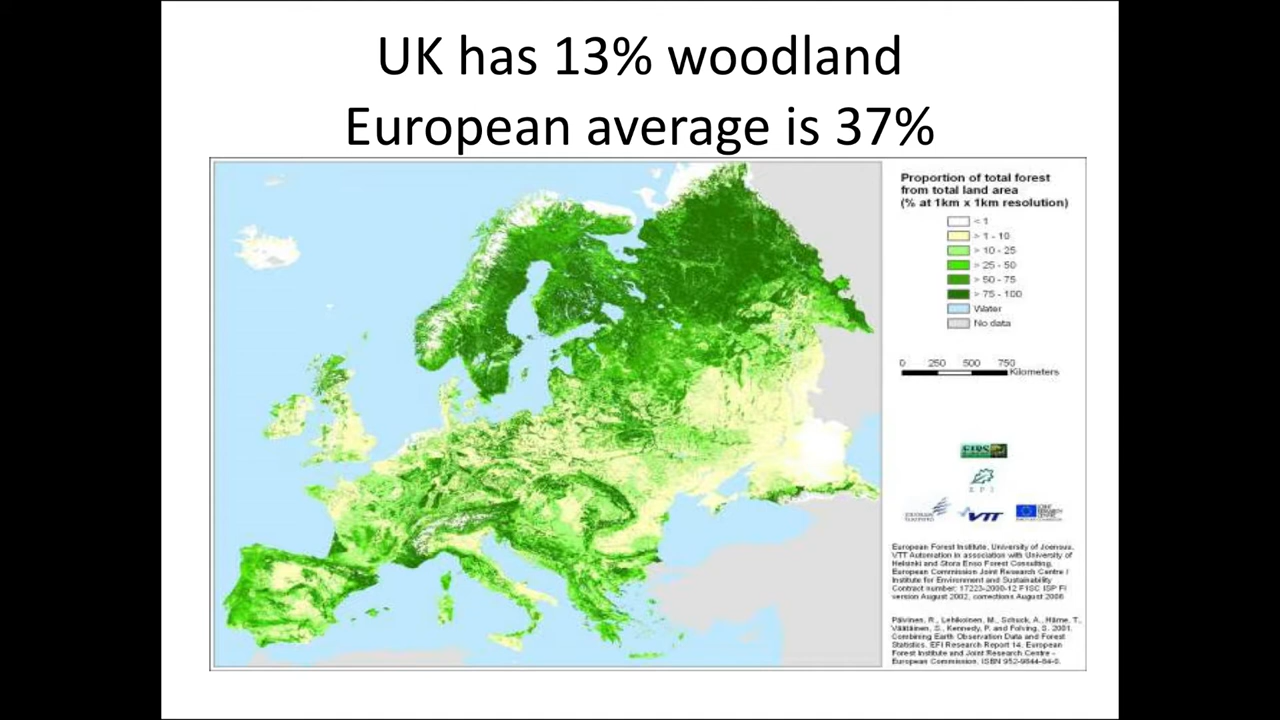 UK has 13% woodland
European average is 37%
Proportion of total forest
from total land area
(% at 1km x 1km resolution)
< 1
> 1 - 10
> 10 - 25
> 25 - 50
> 50 - 75
> 75 - 100
Water
No data
0 250 500 750
Kilometers
E F I
VTT
European Forest Institute, University of Joensuu,
VTT Automation in association with University of
Helsinki and Stora Enso Forest Consulting,
European Commission Joint Research Centre /
Institute for Environment and Sustainability
Contract number: 17223-2000-12 F1SC ISP FI
version August 2002, corrections August 2006
Päivinen, R., Lehikoinen, M., Schuck, A., Häme, T.,
Väätäinen, S., Kennedy, P. and Folving, S. 2001.
Combining Earth Observation Data and Forest
Statistics. EFI Research Report 14. European
Forest Institute and Joint Research Centre -
European Commission. ISBN 952-9844-84-0.